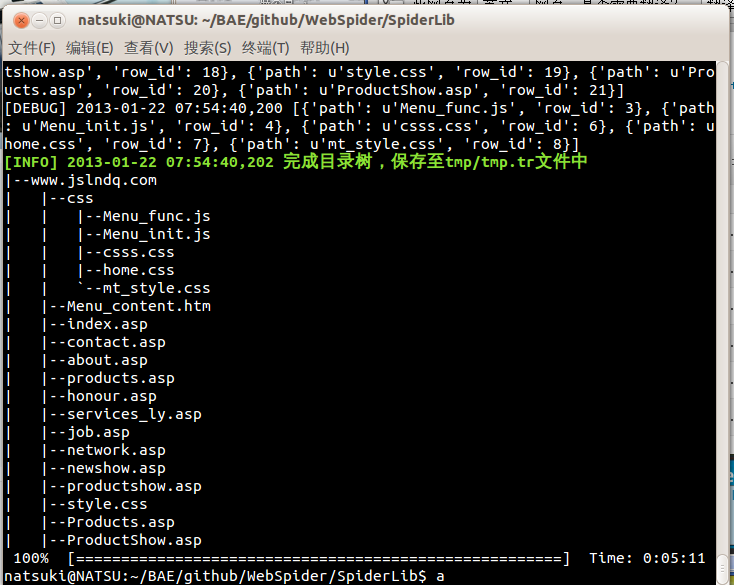 natsuki@NATSU: ~/BAE/github/WebSpider/SpiderLib
文件(F) 编辑(E) 查看(V) 搜索(S) 终端(T) 帮助(H)
tshow.asp', 'row_id': 18}, {'path': u'style.css', 'row_id': 19}, {'path': u'Pro
ucts.asp', 'row_id': 20}, {'path': u'ProductShow.asp', 'row_id': 21}]
[DEBUG] 2013-01-22 07:54:40,200 [{'path': u'Menu_func.js', 'row_id': 3}, {'path
: u'Menu_init.js', 'row_id': 4}, {'path': u'csss.css', 'row_id': 6}, {'path': u
home.css', 'row_id': 7}, {'path': u'mt_style.css', 'row_id': 8}]
[INFO] 2013-01-22 07:54:40,202 完成目录树，保存至tmp/tmp.tr文件中
|--www.jslndq.com
|   |--css
|   |   |--Menu_func.js
|   |   |--Menu_init.js
|   |   |--csss.css
|   |   |--home.css
|   |   `--mt_style.css
|   |--Menu_content.htm
|   |--index.asp
|   |--contact.asp
|   |--about.asp
|   |--products.asp
|   |--honour.asp
|   |--services_ly.asp
|   |--job.asp
|   |--network.asp
|   |--newshow.asp
|   |--productshow.asp
|   |--style.css
|   |--Products.asp
|   |--ProductShow.asp
100%  [======================================================]  Time: 0:05:11
natsuki@NATSU:~/BAE/github/WebSpider/SpiderLib$ a